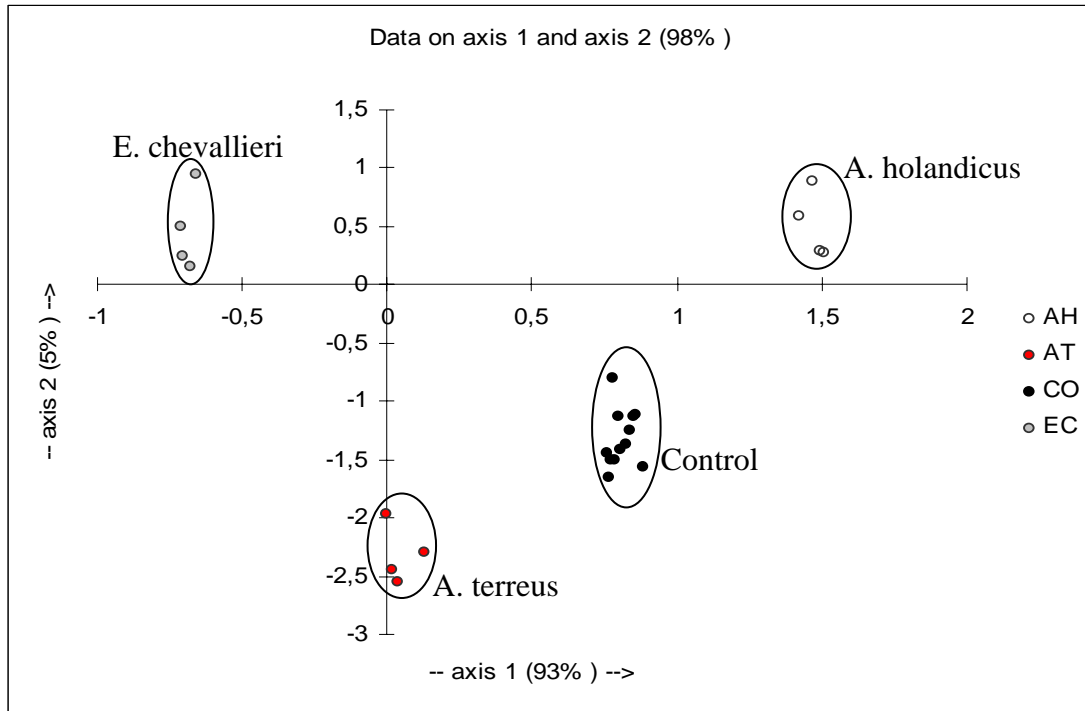 Data on axis 1 and axis 2 (98% )
1,5
E. chevallieri
1
A. holandicus
0,5
0
-1
-0,5
0
0,5
1
1,5
2
-0,5
-1
-1,5
-2
-2,5
-3
Control
A. terreus
AH
AT
CO
EC
-- axis 2 (5% ) -->
-- axis 1 (93% ) -->